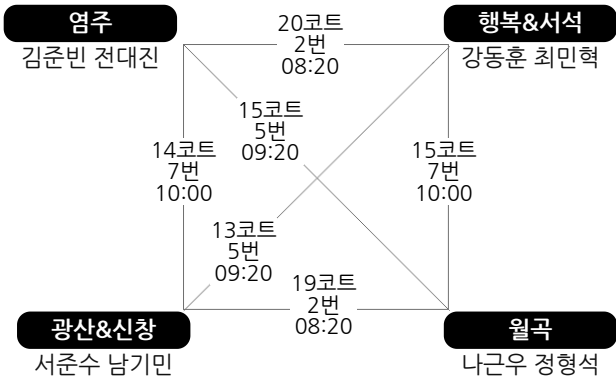 염주
김준빈 전대진
행복&서석
강동훈 최민혁
20코트
2번
08:20
15코트
5번
09:20
14코트
7번
10:00
15코트
7번
10:00
13코트
5번
09:20
19코트
2번
08:20
광산&신창
서준수 남기민
월곡
나근우 정형석